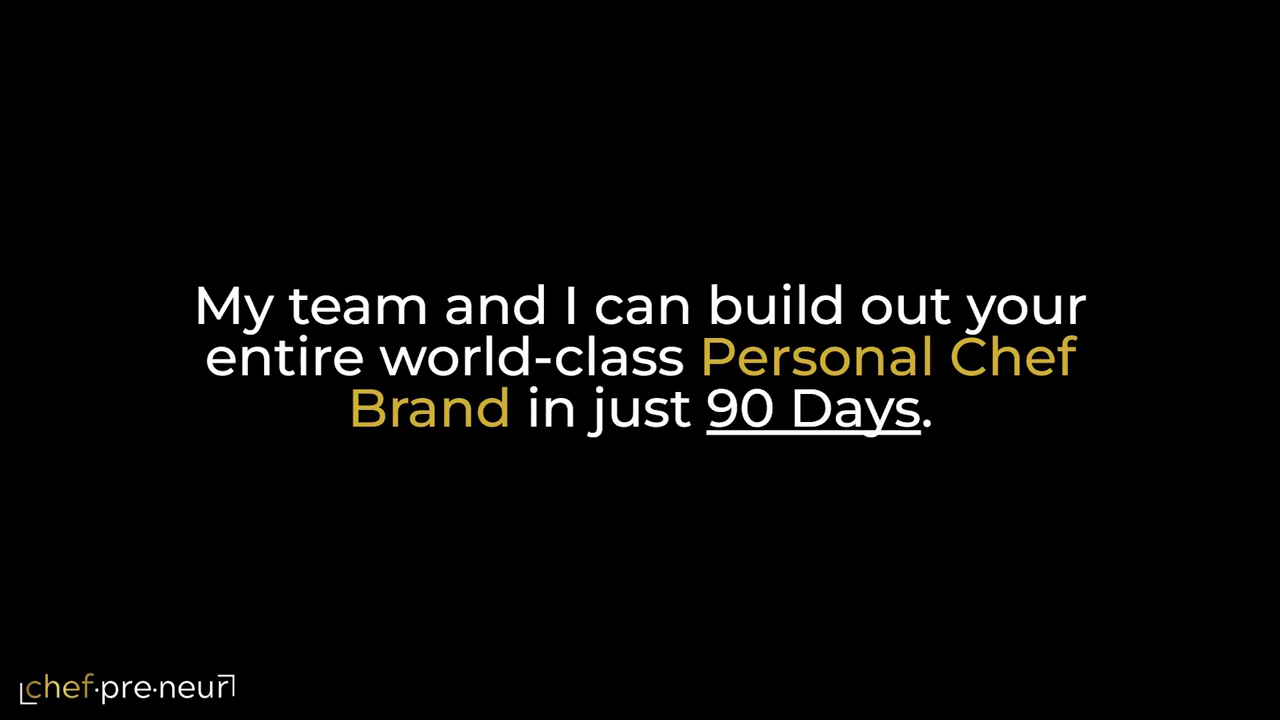 My team and I can build out your
entire world-class Personal Chef
Brand in just 90 Days.
chef·pre·neur